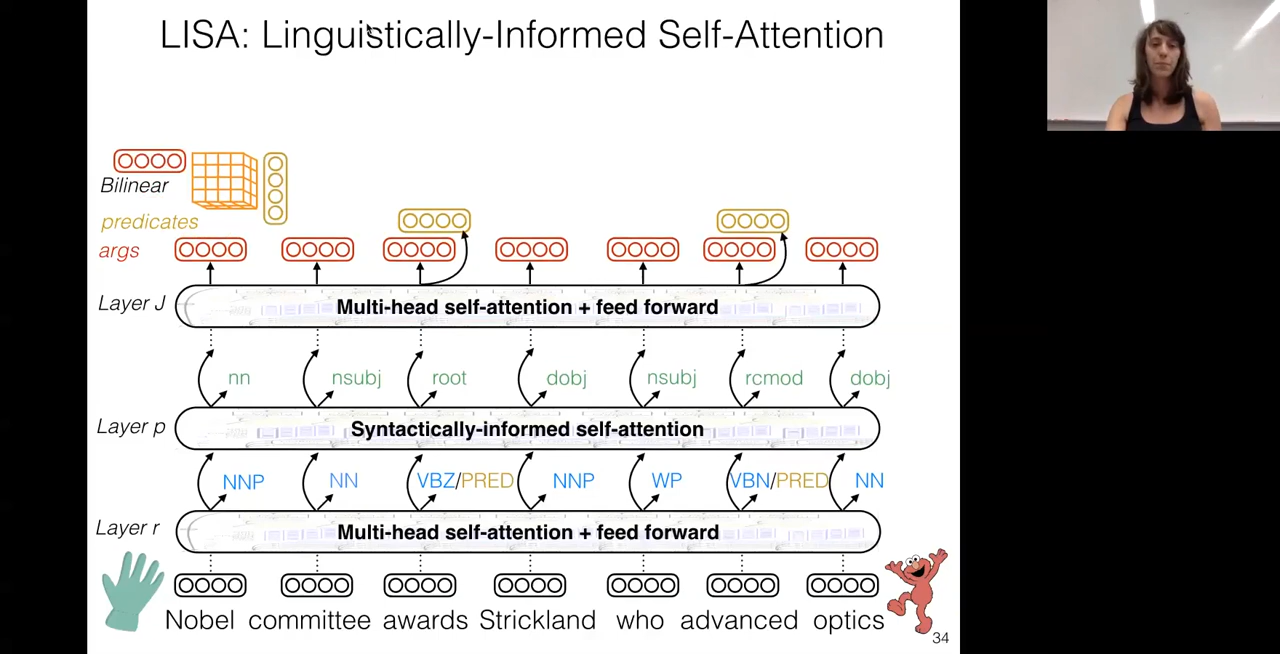 LISA: Linguistically-Informed Self-Attention
Bilinear
predicates
args
Layer J
Multi-head self-attention + feed forward
nn nsubj root dobj nsubj rcmod dobj
Layer p
Syntactically-informed self-attention
NNP NN VBZ/PRED NNP WP VBN/PRED NN
Layer r
Multi-head self-attention + feed forward
Nobel committee awards Strickland who advanced optics
34